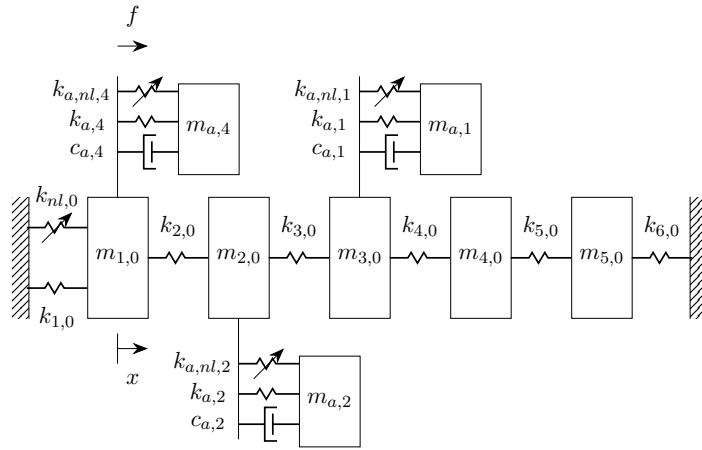 f
k_{a,nl,4} k_{a,nl,1}
k_{a,4} m_{a,4} k_{a,1} m_{a,1}
c_{a,4} c_{a,1}
k_{nl,0}
k_{2,0} k_{3,0} k_{4,0} k_{5,0} k_{6,0}
m_{1,0} m_{2,0} m_{3,0} m_{4,0} m_{5,0}
k_{1,0}
x
k_{a,nl,2}
k_{a,2} m_{a,2}
c_{a,2}